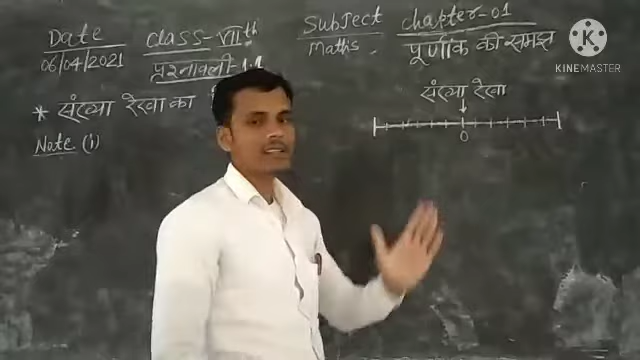 Date
06/04/2021
class-VIIth
Subject
Maths
chapter-01
पूर्णांक की समझ
प्रश्नावली-1.1
* संख्या रेखा का
Note (i)
संख्या रेखा
0
KINEMASTER